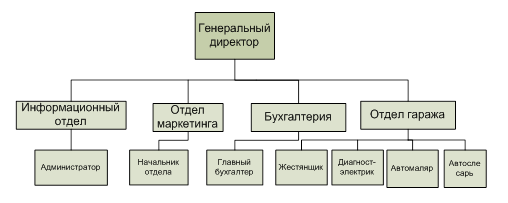 Генеральный
директор
Информационный
отдел
Отдел
маркетинга
Бухгалтерия
Отдел гаража
Администратор
Начальник
отдела
Главный
бухгалтер
Жестянщик
Диагност-
электрик
Автомаляр
Автосле
сарь